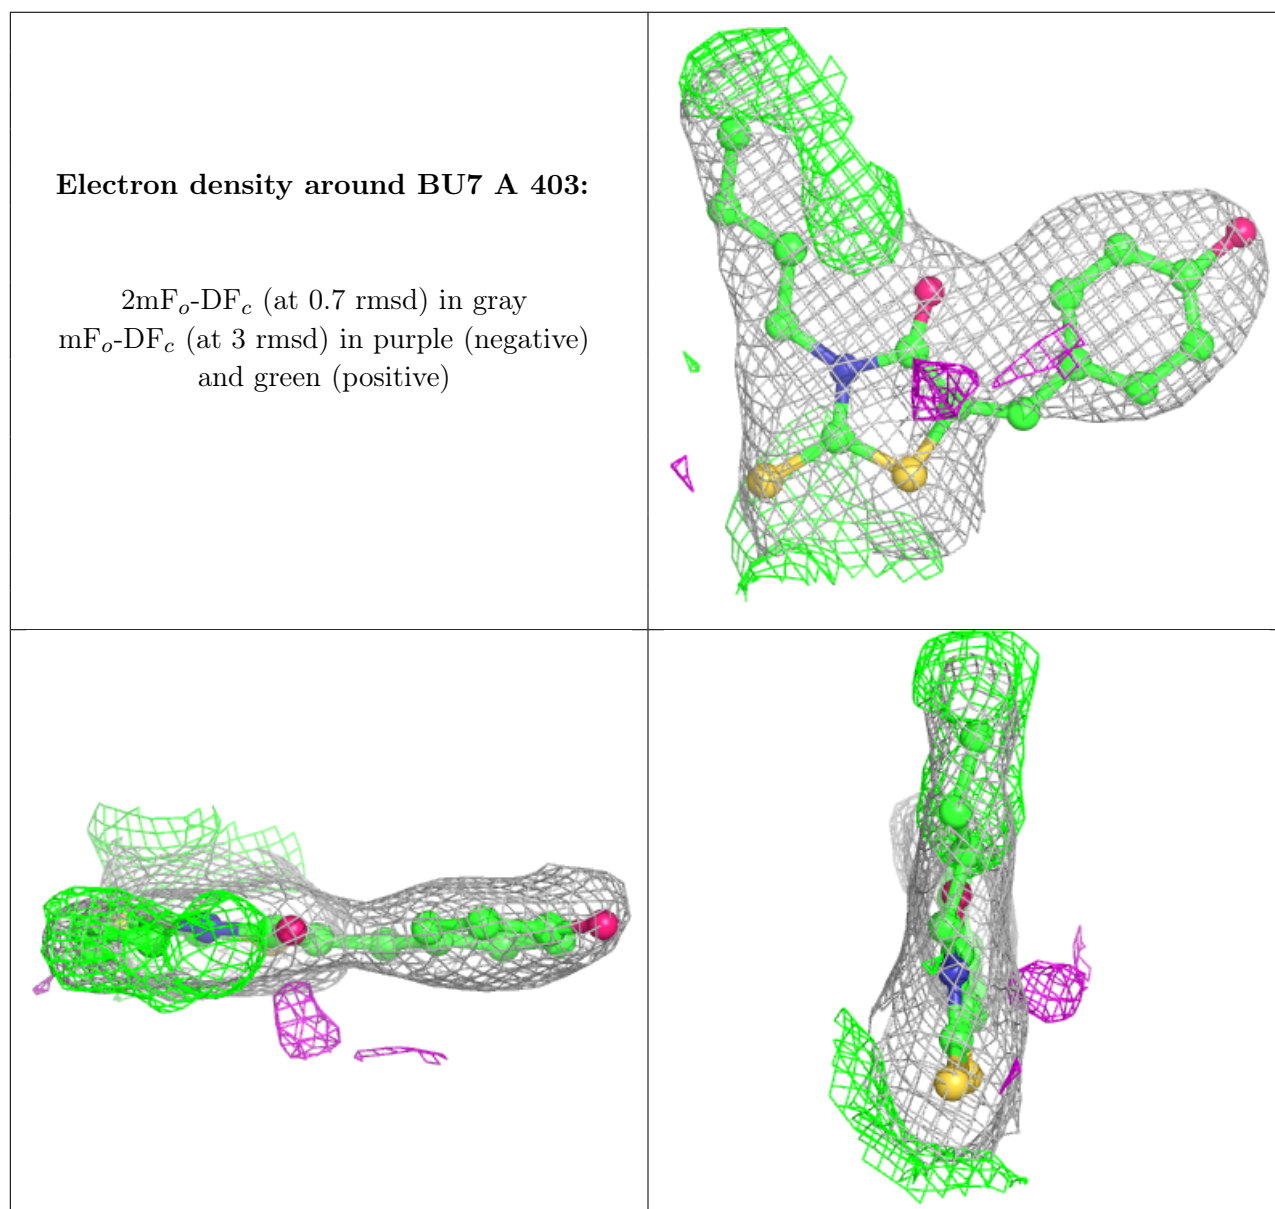 Electron density around BU7 A 403:
2mFo-DFc (at 0.7 rmsd) in gray
mFo-DFc (at 3 rmsd) in purple (negative)
and green (positive)